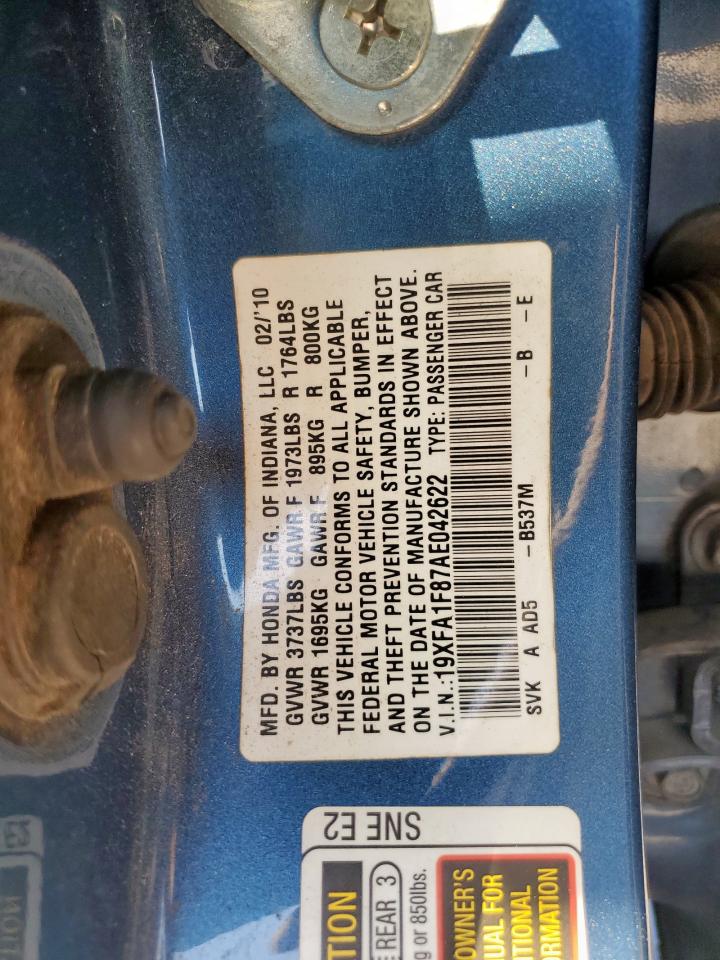 MFD. BY HONDA MFG. OF INDIANA, LLC 02/'10
GVWR 3737LBS GAWR F 1973LBS R 1764LBS
GVWR 1695KG GAWR F 895KG R 800KG
THIS VEHICLE CONFORMS TO ALL APPLICABLE
FEDERAL MOTOR VEHICLE SAFETY, BUMPER,
AND THEFT PREVENTION STANDARDS IN EFFECT
ON THE DATE OF MANUFACTURE SHOWN ABOVE.
V.I.N.:19XFA1F87AE042622 TYPE: PASSENGER CAR
SVK A AD5 -B537M -B -E
SNE E2
TION
REAR 3
g or 850lbs.
OWNER'S
UAL FOR
TIONAL
ORMATION